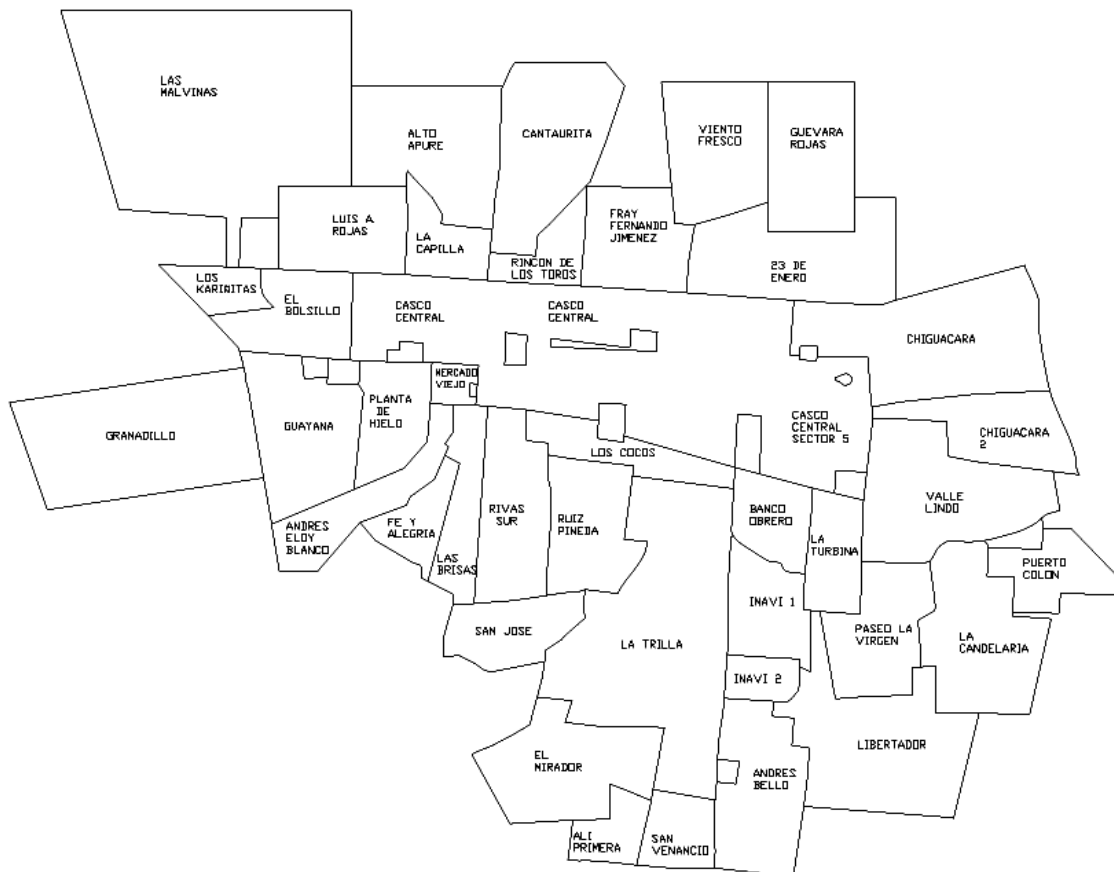 LAS
MALVINAS
ALTO
APURE
CANTAURITA
VIENTO
FRESCO
GUEVARA
ROJAS
LUIS A.
ROJAS
LA
CAPILLA
FRAY
FERNANDO
JIMENEZ
RINCON DE
LOS TOROS
23 DE
ENERO
LOS
KARIÑITAS
EL
BOLSILLO
CASCO
CENTRAL
CASCO
CENTRAL
CHIGUACARA
MERCADO
VIEJO
PLANTA
DE
HIELO
GRANADILLO
GUAYANA
CASCO
CENTRAL
SECTOR 5
CHIGUACARA
2
LOS COCOS
ANDRES
ELOY
BLANCO
FE Y
ALEGRIA
LAS
BRISAS
RIVAS
SUR
RUIZ
PINEDA
BANCO
OBRERO
LA
TURBINA
VALLE
LINDO
PUERTO
COLON
SAN JOSE
LA TRILLA
INAVI 1
PASEO LA
VIRGEN
LA
CANDELARIA
INAVI 2
EL
MIRADOR
ANDRES
BELLO
LIBERTADOR
ALI
PRIMERA
SAN
VENANCIO